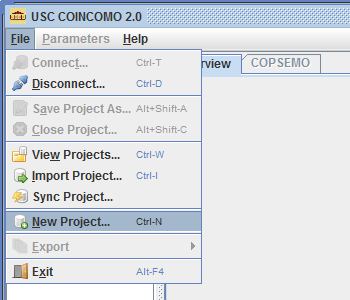 USC COINCOMO 2.0
File Parameters Help
rview COPSEMO
Connect... Ctrl-T
Disconnect... Ctrl-D
Save Project As... Alt+Shift-A
Close Project... Alt+Shift-C
View Projects... Ctrl-W
Import Project... Ctrl-I
Sync Project...
New Project... Ctrl-N
Export
Exit Alt-F4